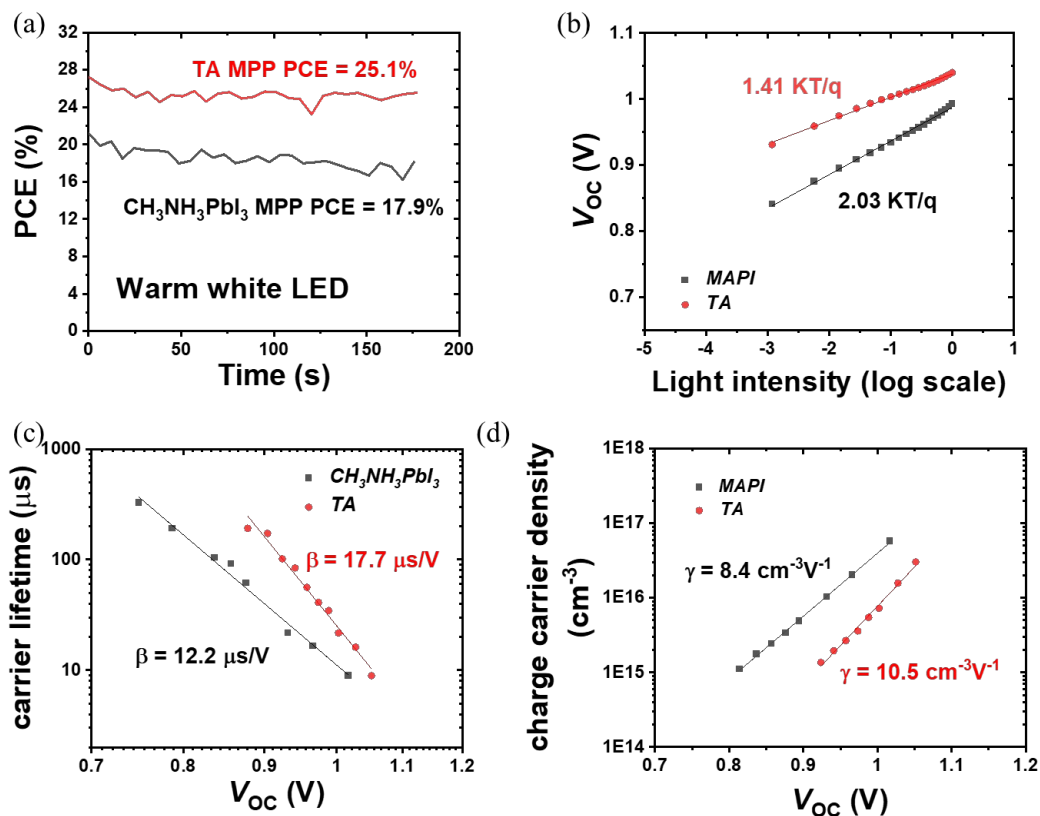 (a)
TA MPP PCE = 25.1%
CH₃NH₃PbI₃ MPP PCE = 17.9%
Warm white LED
PCE (%)
32
28
24
20
16
12
8
4
0
0 50 100 150 200
Time (s)
(b)
1.41 KT/q
2.03 KT/q
MAPI
TA
V_OC (V)
1.1
1
0.9
0.8
0.7
-5 -4 -3 -2 -1 0 1
Light intensity (log scale)
(c)
CH₃NH₃PbI₃
TA
β = 17.7 μs/V
β = 12.2 μs/V
carrier lifetime (μs)
1000
100
10
0.7 0.8 0.9 1 1.1 1.2
V_OC (V)
(d)
MAPI
TA
γ = 8.4 cm⁻³V⁻¹
γ = 10.5 cm⁻³V⁻¹
charge carrier density
(cm⁻³)
1E18
1E17
1E16
1E15
1E14
0.7 0.8 0.9 1 1.1 1.2
V_OC (V)